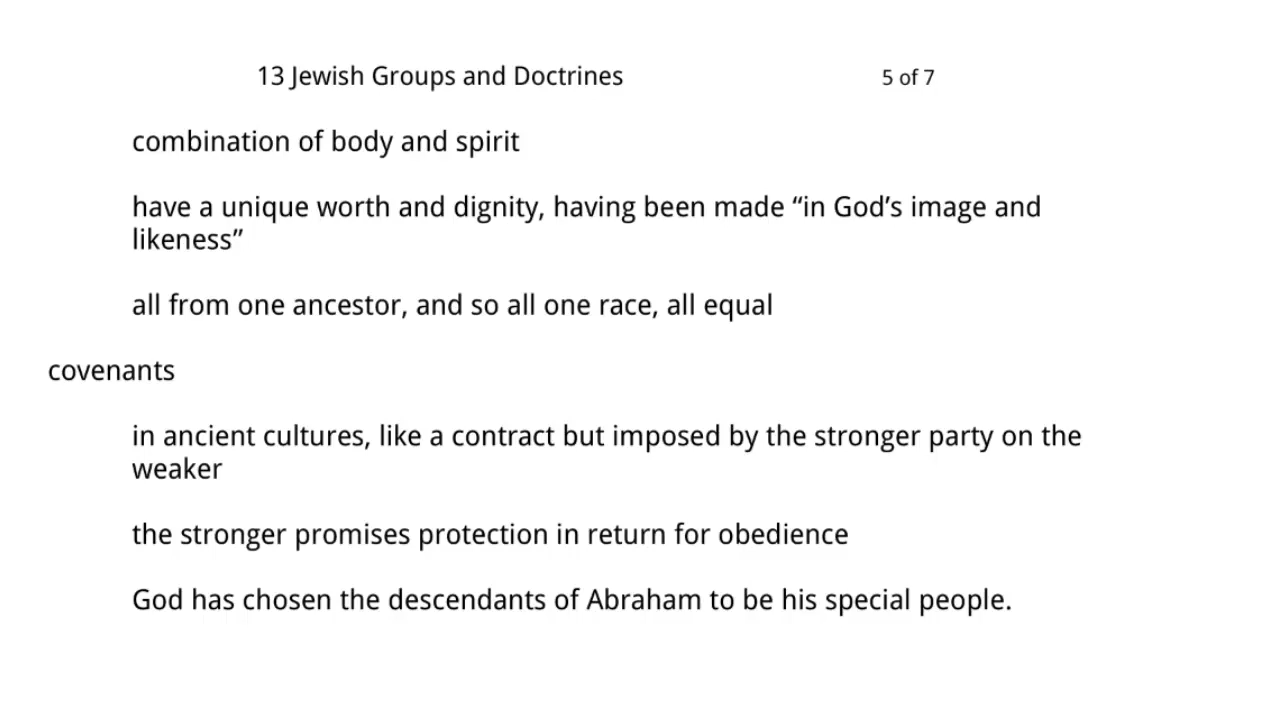 13 Jewish Groups and Doctrines 5 of 7
combination of body and spirit
have a unique worth and dignity, having been made “in God’s image and
likeness”
all from one ancestor, and so all one race, all equal
covenants
in ancient cultures, like a contract but imposed by the stronger party on the
weaker
the stronger promises protection in return for obedience
God has chosen the descendants of Abraham to be his special people.